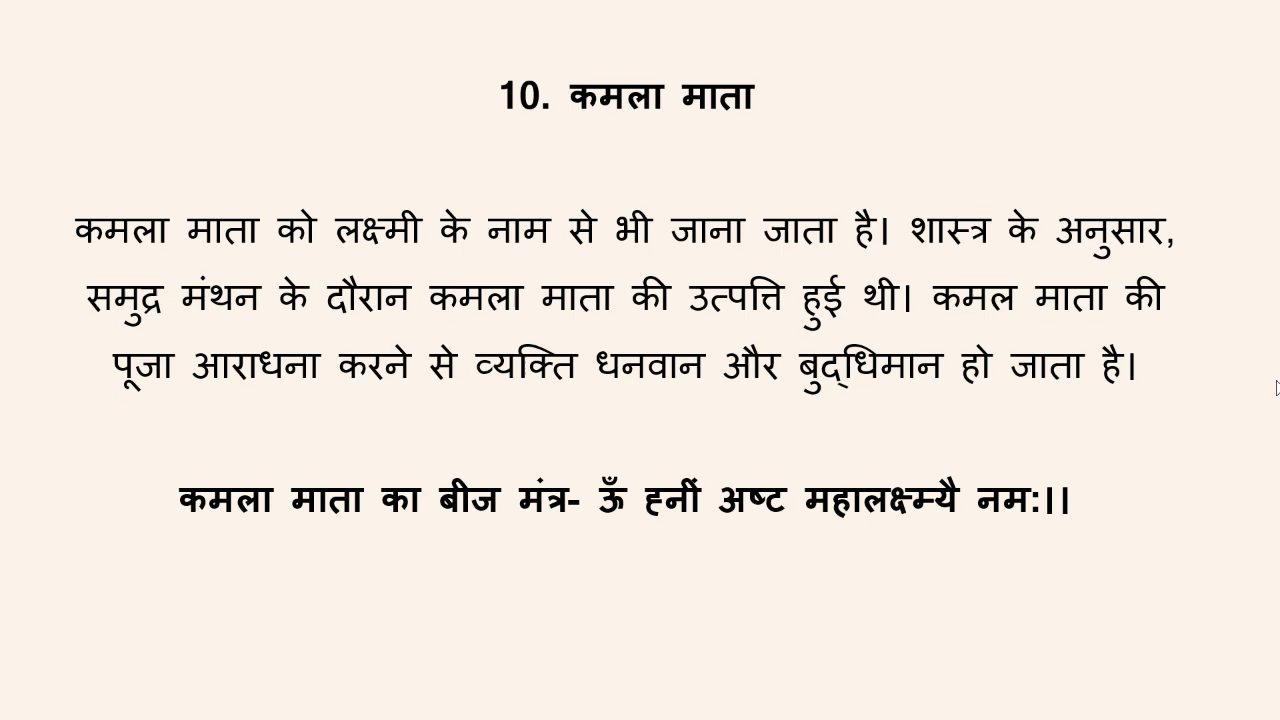 10. कमला माता
कमला माता को लक्ष्मी के नाम से भी जाना जाता है। शास्त्र के अनुसार,
समुद्र मंथन के दौरान कमला माता की उत्पत्ति हुई थी। कमल माता की
पूजा आराधना करने से व्यक्ति धनवान और बुद्धिमान हो जाता है।
कमला माता का बीज मंत्र- ऊँ ह्नीं अष्ट महालक्ष्म्यै नम:।।